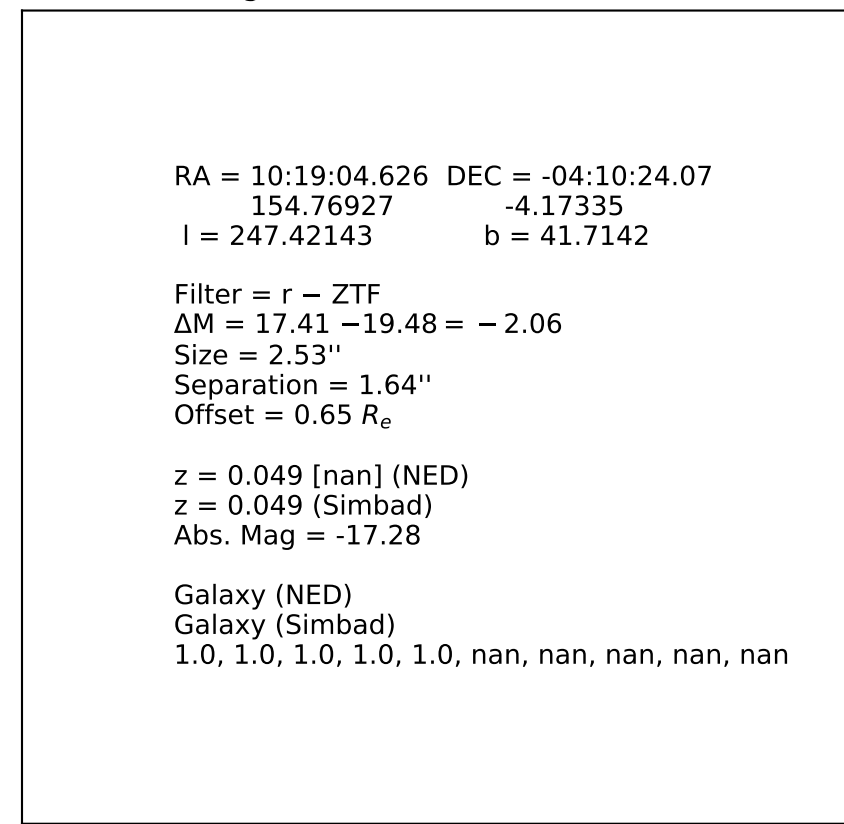 RA = 10:19:04.626 DEC = -04:10:24.07
154.76927 -4.17335
l = 247.42143 b = 41.7142
Filter = r − ZTF
ΔM = 17.41 −19.48 = − 2.06
Size = 2.53''
Separation = 1.64''
Offset = 0.65 Re
z = 0.049 [nan] (NED)
z = 0.049 (Simbad)
Abs. Mag = -17.28
Galaxy (NED)
Galaxy (Simbad)
1.0, 1.0, 1.0, 1.0, 1.0, nan, nan, nan, nan, nan